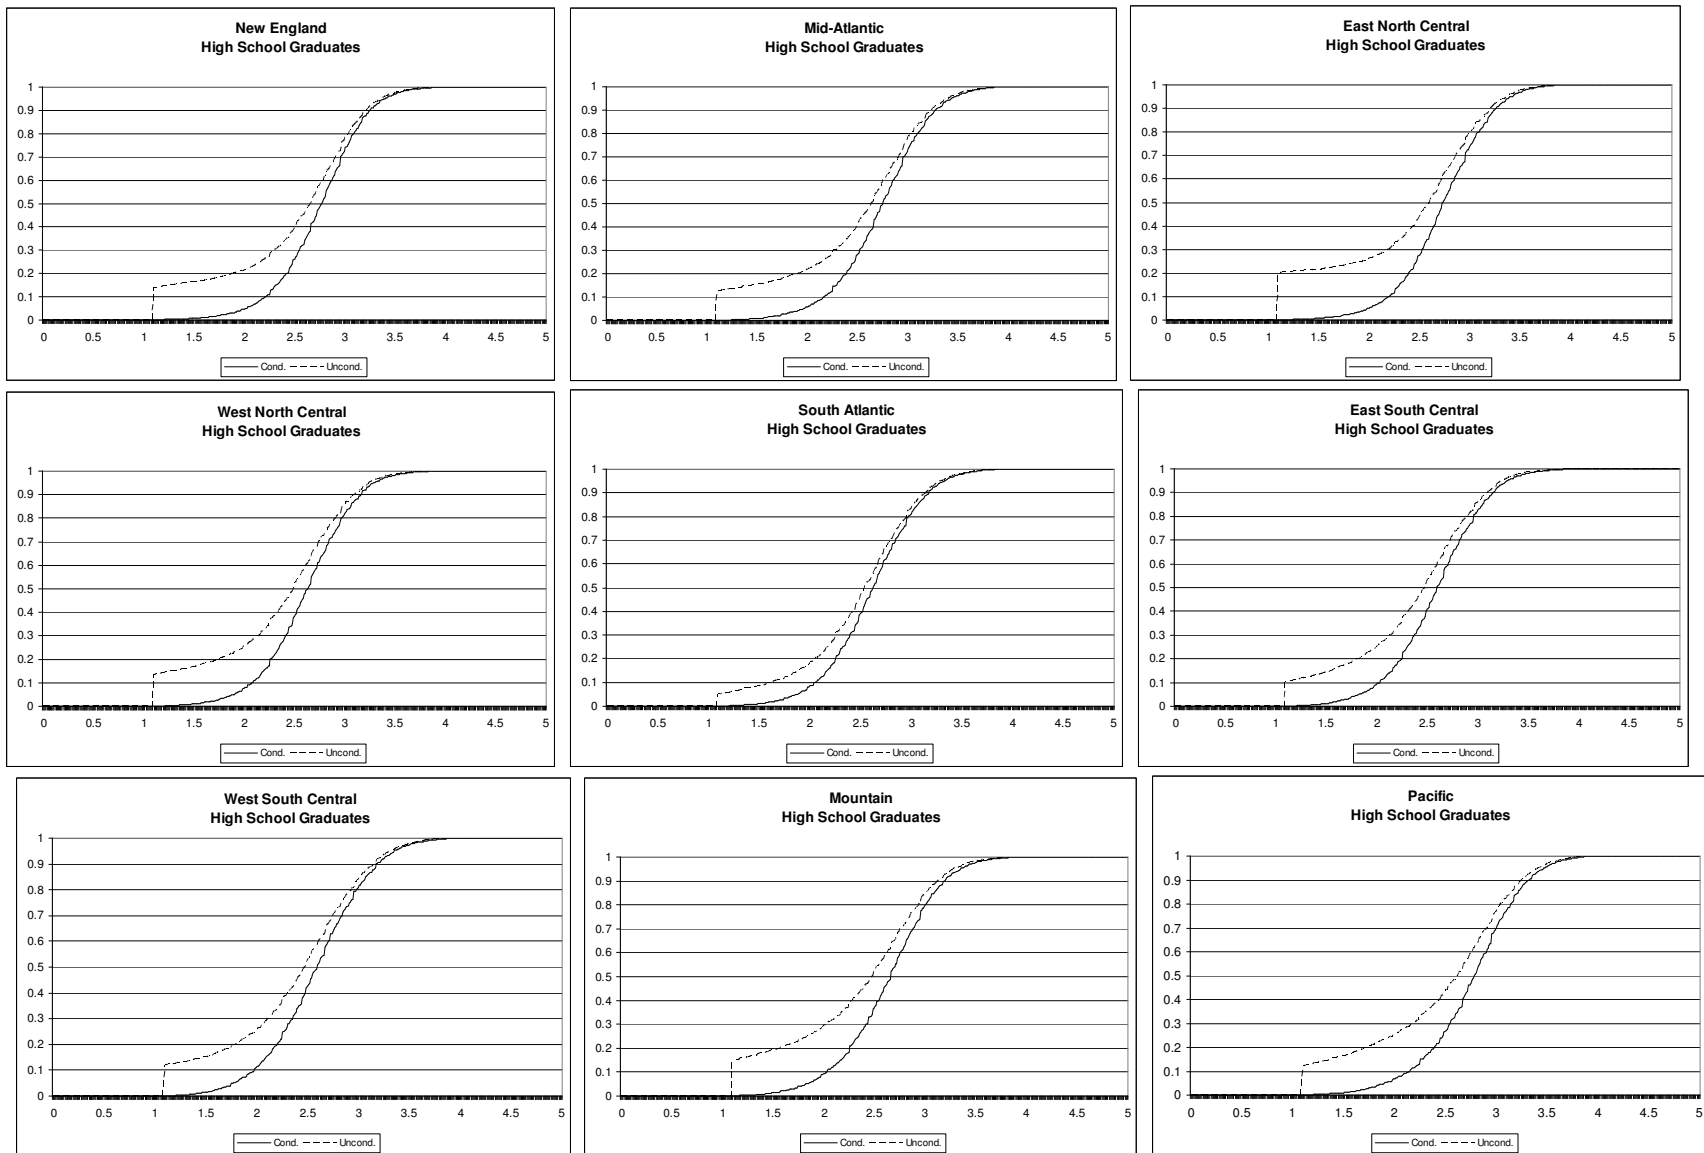 New England
High School Graduates
1
0.9
0.8
0.7
0.6
0.5
0.4
0.3
0.2
0.1
0
0 0.5 1 1.5 2 2.5 3 3.5 4 4.5 5
Cond. Uncond.
Mid-Atlantic
High School Graduates
1
0.9
0.8
0.7
0.6
0.5
0.4
0.3
0.2
0.1
0
0 0.5 1 1.5 2 2.5 3 3.5 4 4.5 5
Cond. Uncond.
East North Central
High School Graduates
1
0.9
0.8
0.7
0.6
0.5
0.4
0.3
0.2
0.1
0
0 0.5 1 1.5 2 2.5 3 3.5 4 4.5 5
Cond. Uncond.
West North Central
High School Graduates
1
0.9
0.8
0.7
0.6
0.5
0.4
0.3
0.2
0.1
0
0 0.5 1 1.5 2 2.5 3 3.5 4 4.5 5
Cond. Uncond.
South Atlantic
High School Graduates
1
0.9
0.8
0.7
0.6
0.5
0.4
0.3
0.2
0.1
0
0 0.5 1 1.5 2 2.5 3 3.5 4 4.5 5
Cond. Uncond.
East South Central
High School Graduates
1
0.9
0.8
0.7
0.6
0.5
0.4
0.3
0.2
0.1
0
0 0.5 1 1.5 2 2.5 3 3.5 4 4.5 5
Cond. Uncond.
West South Central
High School Graduates
1
0.9
0.8
0.7
0.6
0.5
0.4
0.3
0.2
0.1
0
0 0.5 1 1.5 2 2.5 3 3.5 4 4.5 5
Cond. Uncond.
Mountain
High School Graduates
1
0.9
0.8
0.7
0.6
0.5
0.4
0.3
0.2
0.1
0
0 0.5 1 1.5 2 2.5 3 3.5 4 4.5 5
Cond. Uncond.
Pacific
High School Graduates
1
0.9
0.8
0.7
0.6
0.5
0.4
0.3
0.2
0.1
0
0 0.5 1 1.5 2 2.5 3 3.5 4 4.5 5
Cond. Uncond.